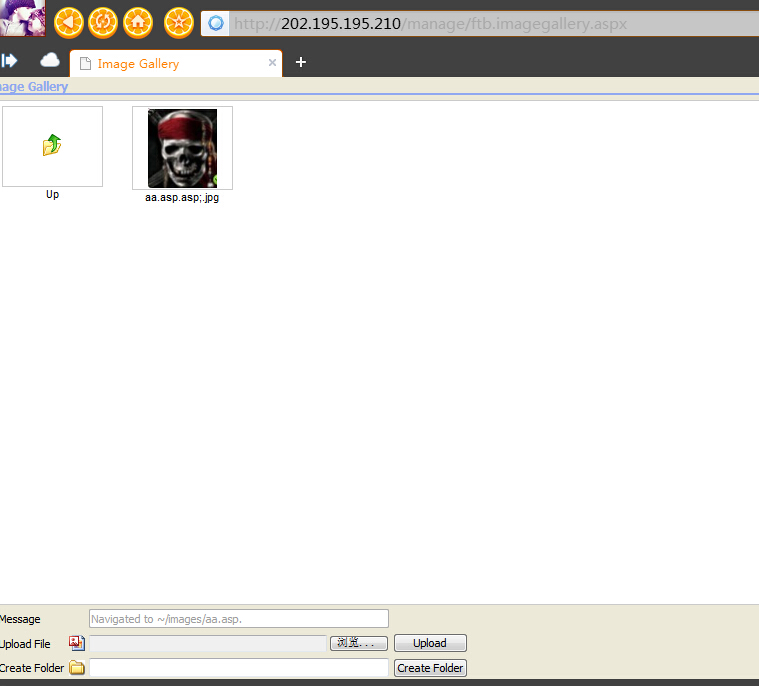 http://202.195.195.210/manage/ftb.imagegallery.aspx
Image Gallery
mage Gallery
Up
aa.asp.asp;.jpg
Message
Navigated to ~/images/aa.asp.
Upload File
浏览...
Upload
Create Folder
Create Folder